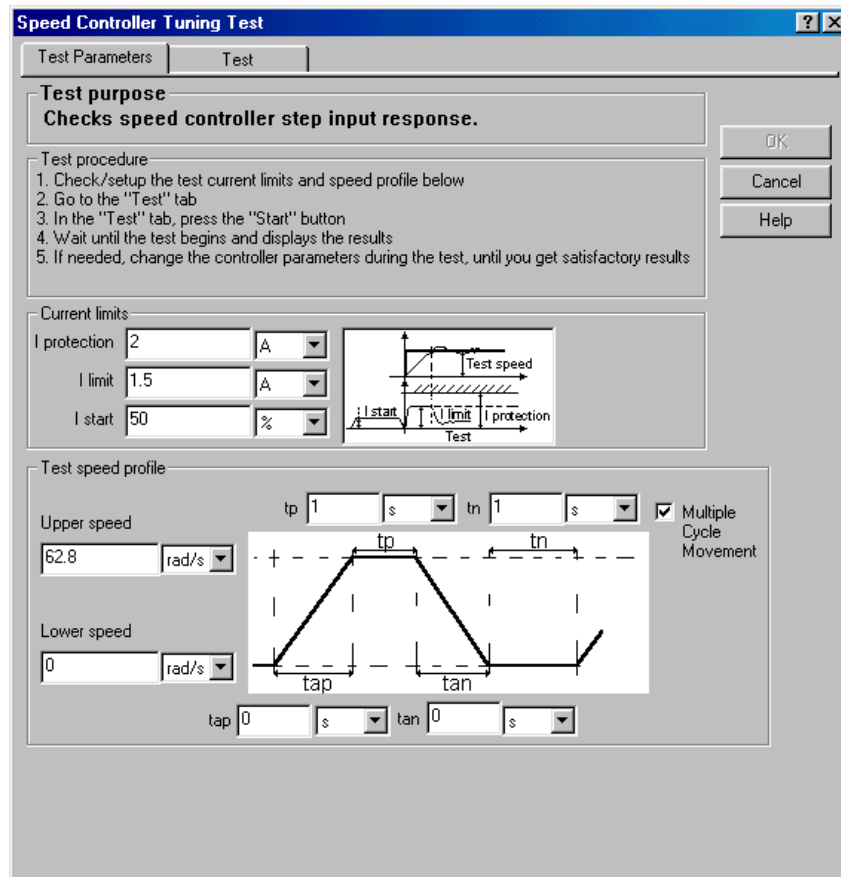 Speed Controller Tuning Test
Test Parameters
Test
Test purpose
Checks speed controller step input response.
OK
Cancel
Help
Test procedure
1. Check/setup the test current limits and speed profile below
2. Go to the "Test" tab
3. In the "Test" tab, press the "Start" button
4. Wait until the test begins and displays the results
5. If needed, change the controller parameters during the test, until you get satisfactory results
Current limits
I protection 2 A
I limit 1.5 A
I start 50 %
Test speed
I start I limit I protection
Test
Test speed profile
tp 1 s tn 1 s
Multiple
Cycle
Movement
Upper speed
62.8 rad/s
Lower speed
0 rad/s
tp tn
tap tan
tap 0 s tan 0 s